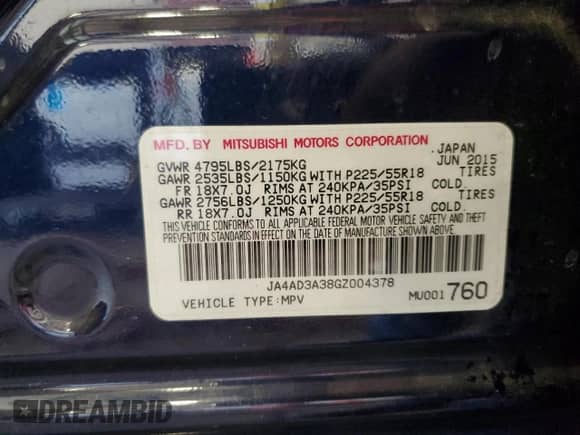 MFD. BY MITSUBISHI MOTORS CORPORATION JAPAN
GVWR 4795LBS/2175KG JUN 2015
GAWR 2535LBS/1150KG WITH P225/55R18 TIRES
FR 18X7.0J RIMS AT 240KPA/35PSI COLD.
GAWR 2756LBS/1250KG WITH P225/55R18 TIRES
RR 18X7.0J RIMS AT 240KPA/35PSI COLD.
THIS VEHICLE CONFORMS TO ALL APPLICABLE FEDERAL MOTOR VEHICLE SAFETY AND THEFT
PREVENTION STANDARDS IN EFFECT ON THE DATE OF MANUFACTURE SHOWN ABOVE.
JA4AD3A38GZ004378
VEHICLE TYPE:MPV MU001760
DREAMBID